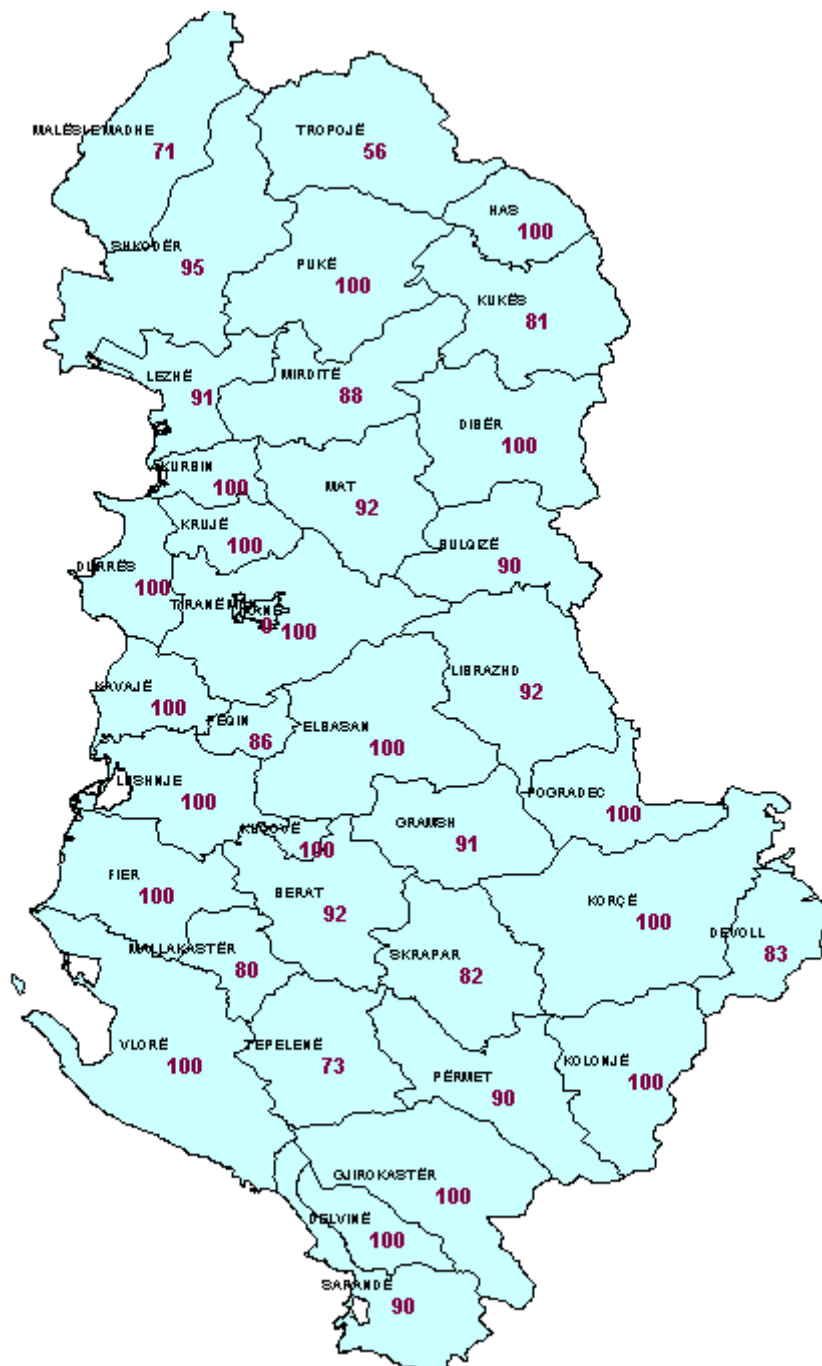 MALËSI E MADHE
71
TROPOJË
56
HAS
100
SHKODËR
95
PUKË
100
KUKËS
81
LEZHË
91
MIRDITË
88
DIBËR
100
KURBIN
100
MAT
92
KRUJË
100
BULQIZË
90
DURRËS
100
0
100
LIBRAZHD
92
KAVAJË
100
PEQIN
86
ELBASAN
100
LUSHNJE
100
POGRADEC
100
KUÇOVË
100
GRAMSH
91
FIER
100
BERAT
92
KORÇË
100
DEVOLL
83
MALLAKASTËR
80
SKRAPAR
82
VLORË
100
TEPELENË
73
PËRMET
90
KOLONJË
100
GJIROKASTËR
100
DELVINË
100
SARANDË
90